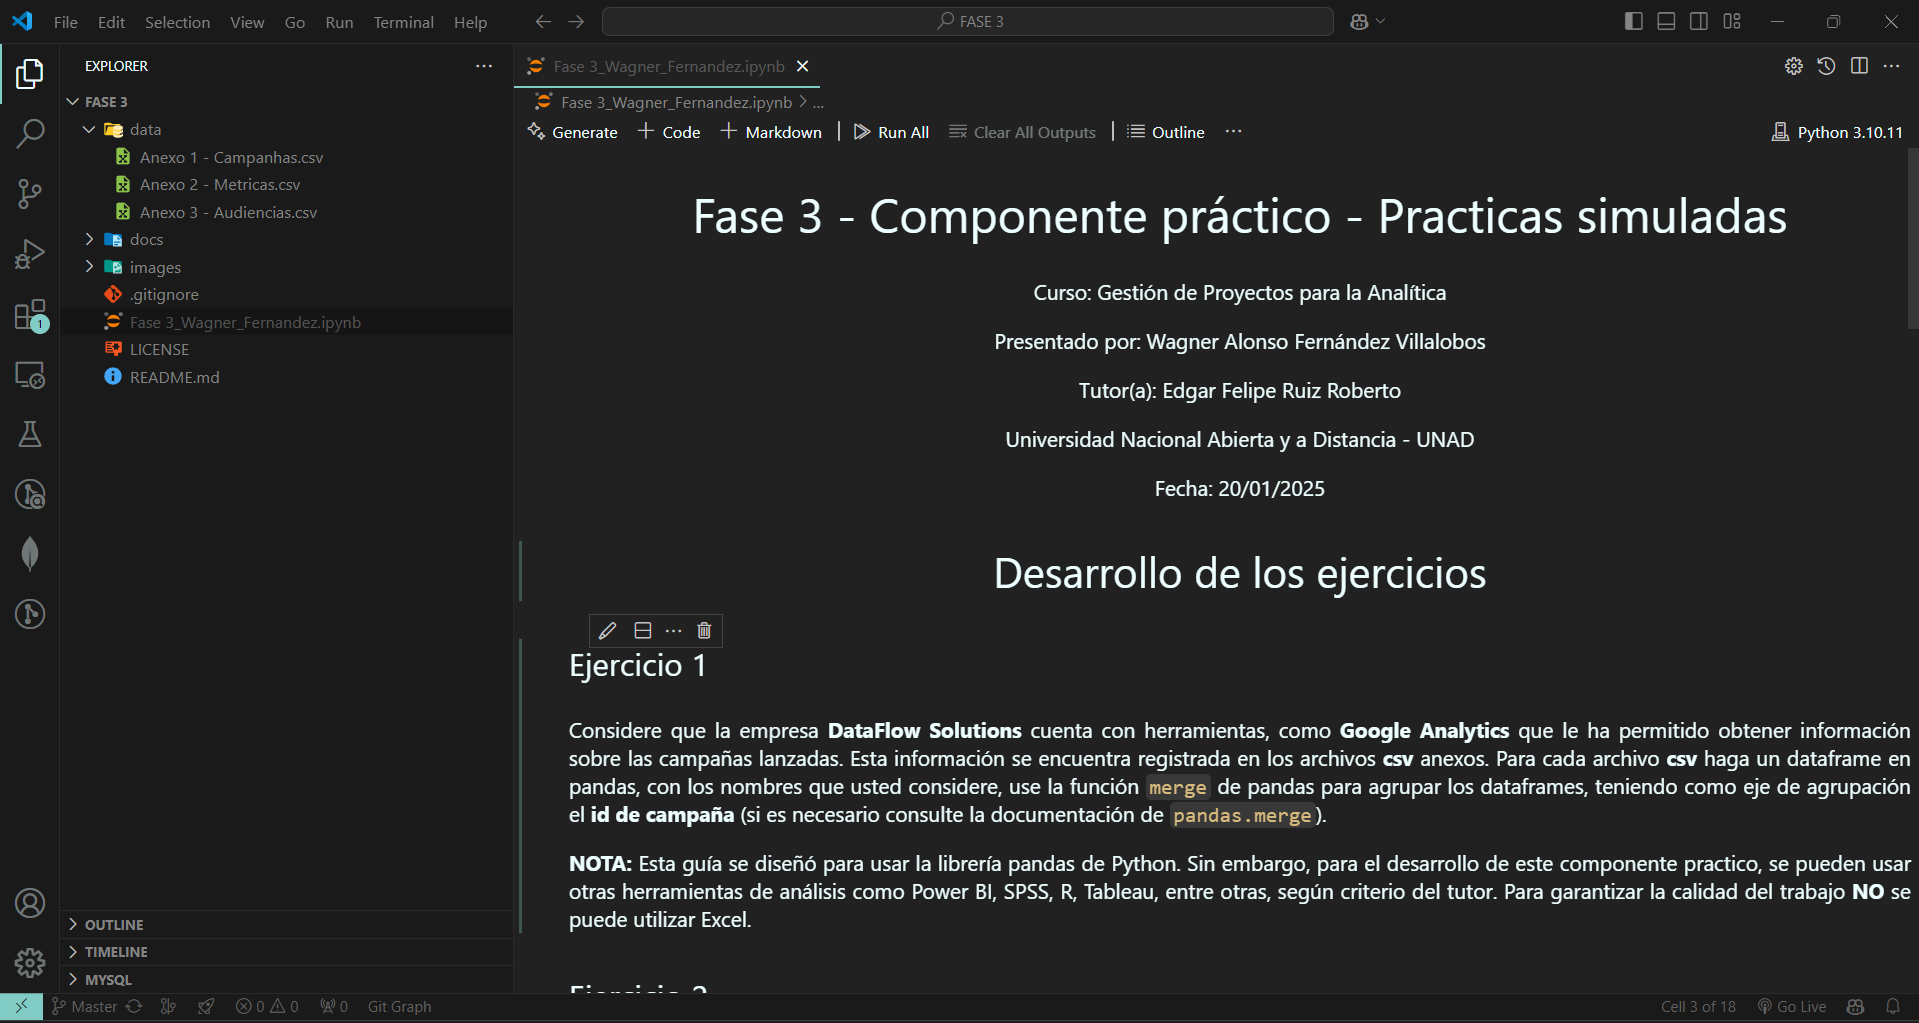 File Edit Selection View Go Run Terminal Help
FASE 3
EXPLORER
FASE 3
data
Anexo 1 - Campanhas.csv
Anexo 2 - Metricas.csv
Anexo 3 - Audiencias.csv
docs
images
.gitignore
Fase 3_Wagner_Fernandez.ipynb
LICENSE
README.md
1
OUTLINE
TIMELINE
MYSQL
Fase 3_Wagner_Fernandez.ipynb
Fase 3_Wagner_Fernandez.ipynb > ...
Generate + Code + Markdown Run All Clear All Outputs Outline ...
Python 3.10.11
Fase 3 - Componente práctico - Practicas simuladas
Curso: Gestión de Proyectos para la Analítica
Presentado por: Wagner Alonso Fernández Villalobos
Tutor(a): Edgar Felipe Ruiz Roberto
Universidad Nacional Abierta y a Distancia - UNAD
Fecha: 20/01/2025
Desarrollo de los ejercicios
Ejercicio 1
Considere que la empresa DataFlow Solutions cuenta con herramientas, como Google Analytics que le ha permitido obtener información
sobre las campañas lanzadas. Esta información se encuentra registrada en los archivos csv anexos. Para cada archivo csv haga un dataframe en
pandas, con los nombres que usted considere, use la función merge de pandas para agrupar los dataframes, teniendo como eje de agrupación
el id de campaña (si es necesario consulte la documentación de pandas.merge).
NOTA: Esta guía se diseñó para usar la librería pandas de Python. Sin embargo, para el desarrollo de este componente practico, se pueden usar
otras herramientas de análisis como Power BI, SPSS, R, Tableau, entre otras, según criterio del tutor. Para garantizar la calidad del trabajo NO se
puede utilizar Excel.
Ejercicio 2
Master 0 0 0 Git Graph
Cell 3 of 18 Go Live